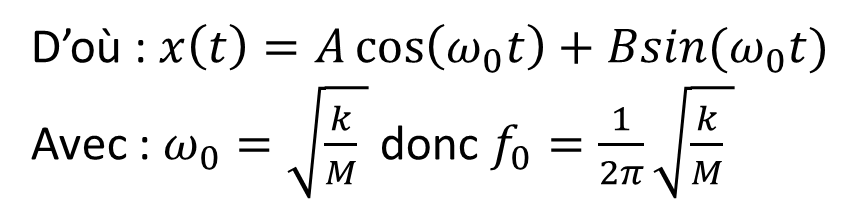 D’où : x(t) = A cos(ω₀t) + Bsin(ω₀t)
Avec : ω₀ = √(k/M) donc f₀ = 1/(2π) √(k/M)